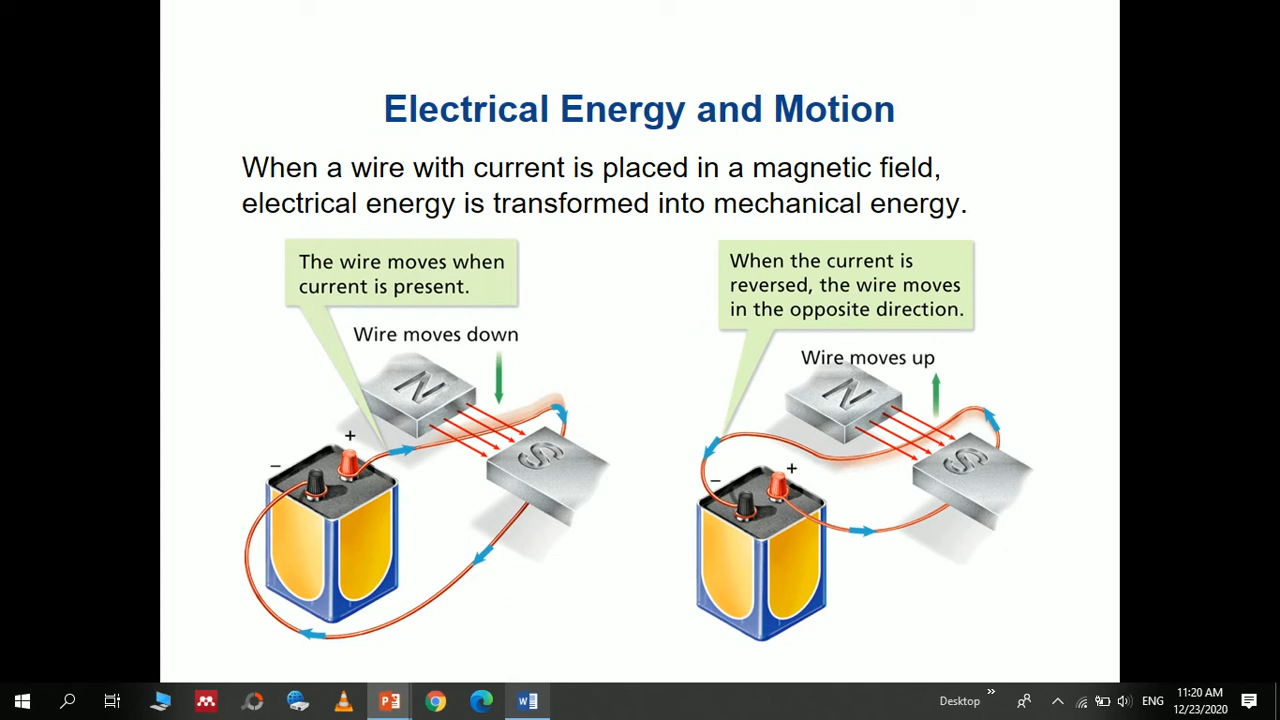 Electrical Energy and Motion
When a wire with current is placed in a magnetic field,
electrical energy is transformed into mechanical energy.
The wire moves when
current is present.
Wire moves down
N
S
+
−
When the current is
reversed, the wire moves
in the opposite direction.
Wire moves up
N
S
+
−
Desktop
»
ENG
11:20 AM
12/23/2020